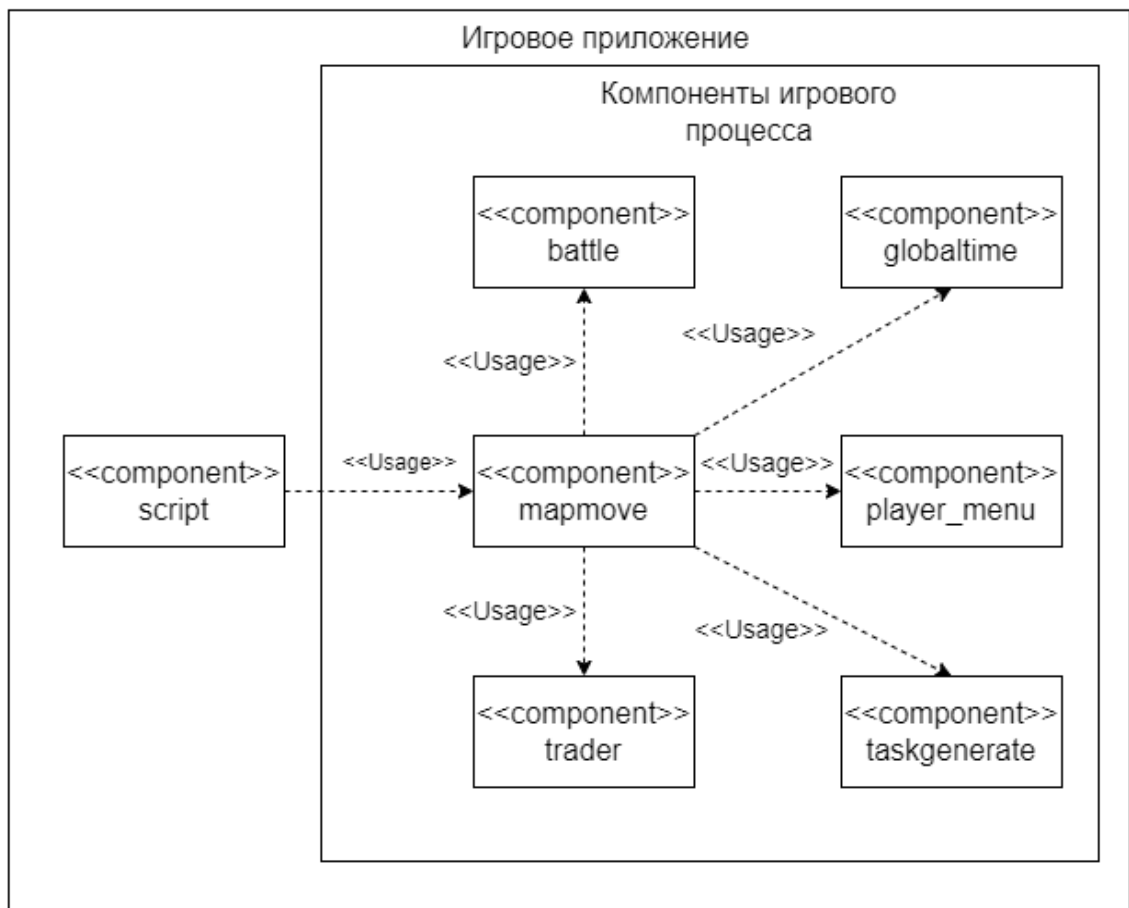 Игровое приложение
Компоненты игрового
процесса
<<component>>
battle
<<component>>
globaltime
<<Usage>>
<<Usage>>
<<component>>
script
<<Usage>>
<<component>>
mapmove
<<Usage>>
<<component>>
player_menu
<<Usage>>
<<Usage>>
<<component>>
trader
<<component>>
taskgenerate